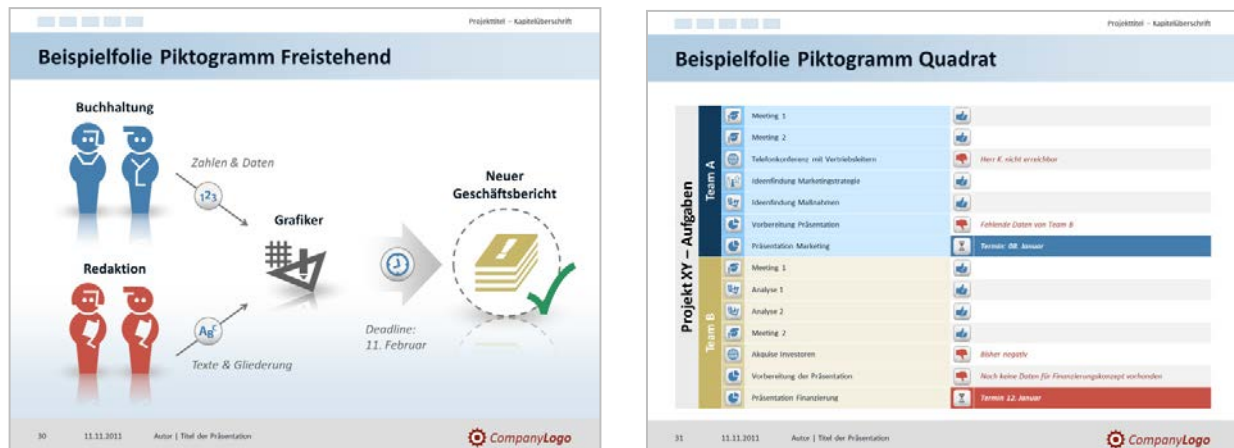 Projekttitel – Kapitelüberschrift
Beispielfolie Piktogramm Freistehend
Buchhaltung
Zahlen & Daten
123
Grafiker
Neuer
Geschäftsbericht
Redaktion
ABC
Texte & Gliederung
Deadline:
11. Februar
30 11.11.2011 Autor | Titel der Präsentation CompanyLogo
Projekttitel – Kapitelüberschrift
Beispielfolie Piktogramm Quadrat
Projekt XY – Aufgaben
Team A
Meeting 1
Meeting 2
Telefonkonferenz mit Vertriebsleitern Herr K. nicht erreichbar
Ideenfindung Marketingstrategie
Ideenfindung Maßnahmen
Vorbereitung Präsentation Fehlende Daten von Team B
Präsentation Marketing Termin: 08. Januar
Team B
Meeting 1
Analyse 1
Analyse 2
Meeting 2
Akquise Investoren Bisher negativ
Vorbereitung der Präsentation Noch keine Daten für Finanzierungskonzept vorhanden
Präsentation Finanzierung Termin 12. Januar
31 11.11.2011 Autor | Titel der Präsentation CompanyLogo